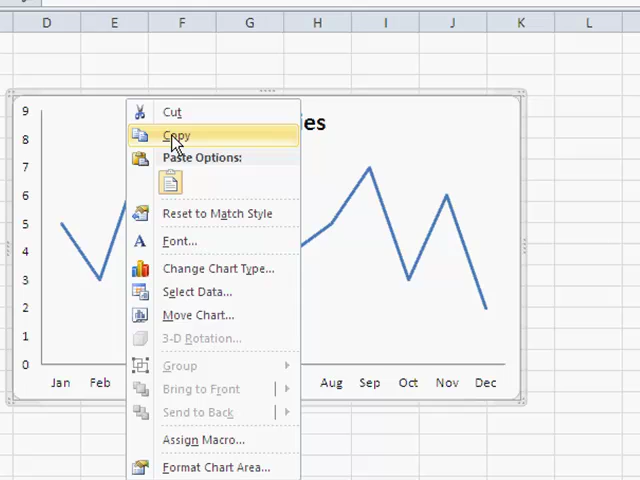 D E F G H I J K L
9
8
7
6
5
4
3
2
1
0
ies
Jan Feb Aug Sep Oct Nov Dec
Cut
Copy
Paste Options:
Reset to Match Style
A Font...
Change Chart Type...
Select Data...
Move Chart...
3-D Rotation...
Group
Bring to Front
Send to Back
Assign Macro...
Format Chart Area...